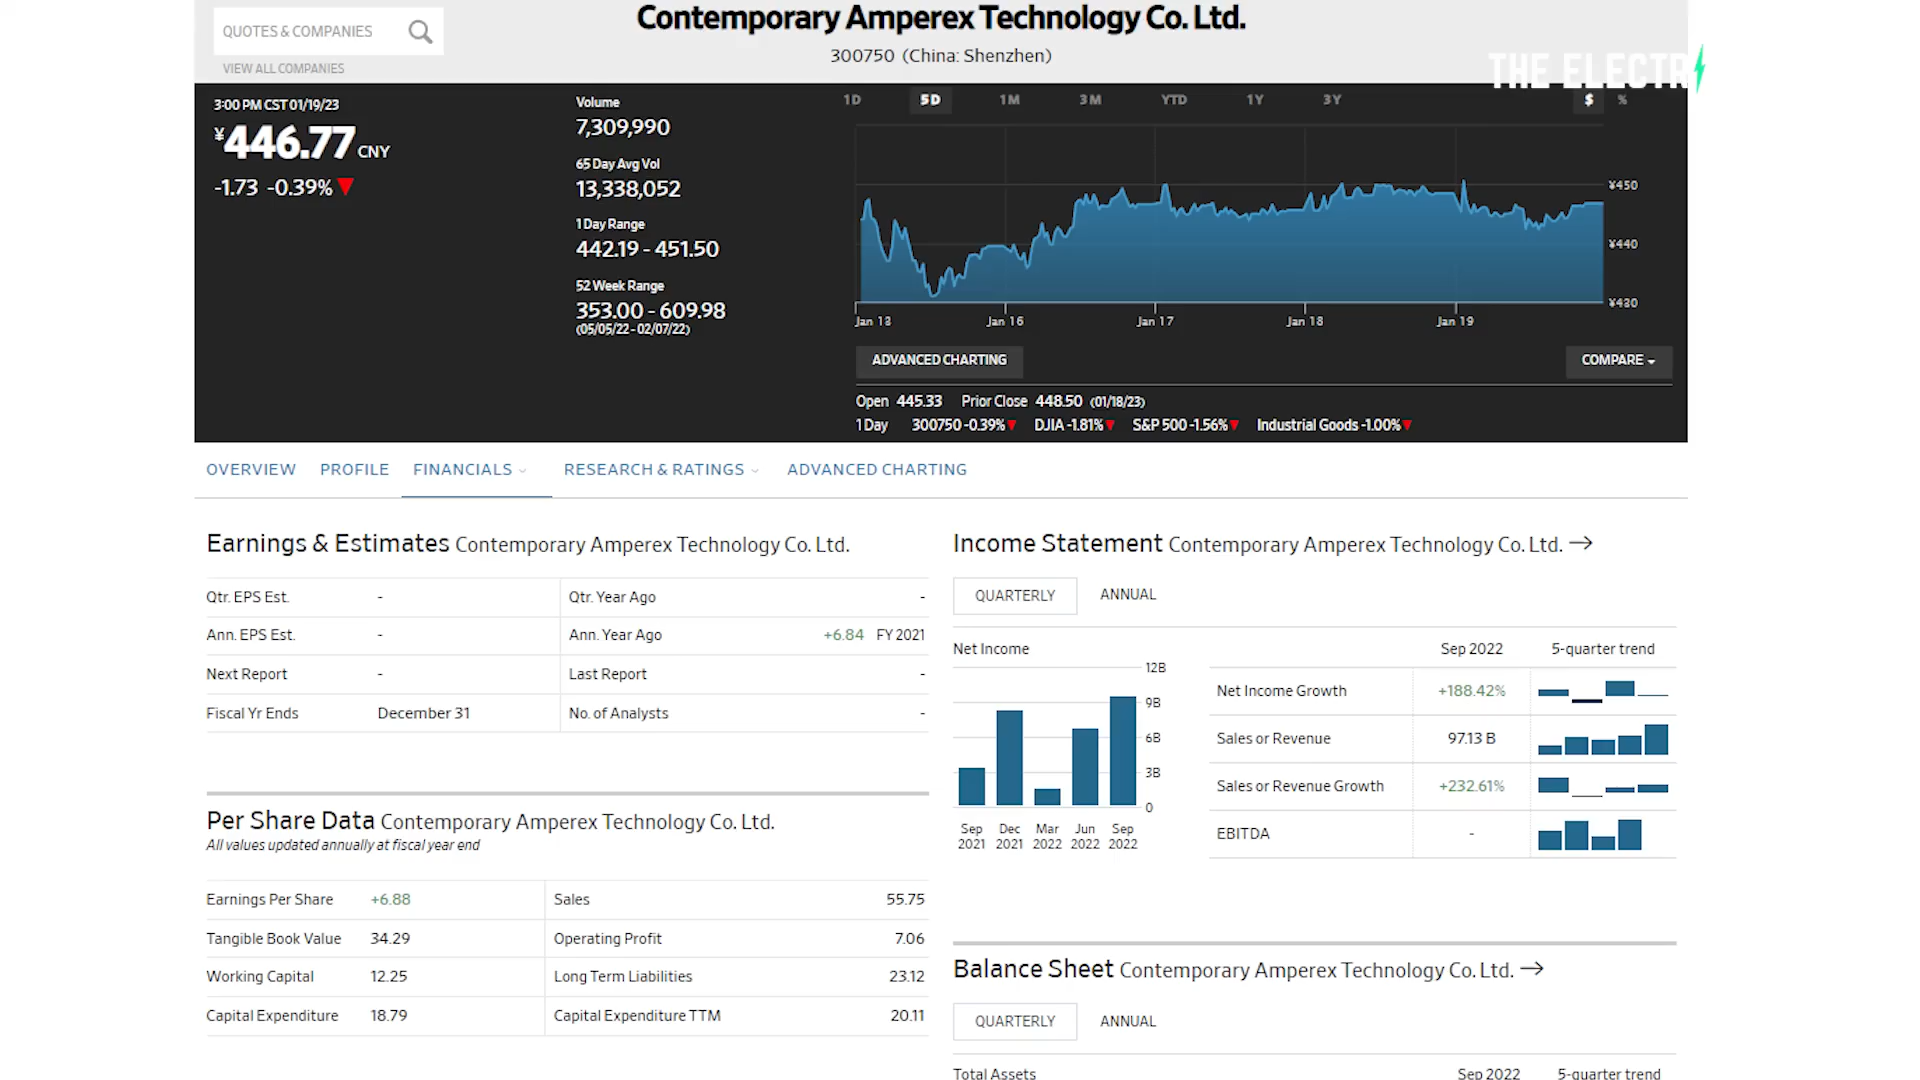 Contemporary Amperex Technology Co. Ltd.
300750 (China: Shenzhen)
QUOTES & COMPANIES
VIEW ALL COMPANIES
THE ELECTR
3:00 PM CST 01/19/23
¥446.77 CNY
-1.73 -0.39%
Volume
7,309,990
65 Day Avg Vol
13,338,052
1 Day Range
442.19 - 451.50
52 Week Range
353.00 - 609.98
(05/05/22 - 02/07/22)
1D 5D 1M 3M YTD 1Y 3Y $ %
¥450
¥440
¥430
Jan 13 Jan 16 Jan 17 Jan 18 Jan 19
ADVANCED CHARTING COMPARE
Open 445.33 Prior Close 448.50 (01/18/23)
1 Day 300750 -0.39% DJIA -1.81% S&P 500 -1.56% Industrial Goods -1.00%
OVERVIEW PROFILE FINANCIALS RESEARCH & RATINGS ADVANCED CHARTING
Earnings & Estimates Contemporary Amperex Technology Co. Ltd.
Qtr. EPS Est. - Qtr. Year Ago -
Ann. EPS Est. - Ann. Year Ago +6.84 FY 2021
Next Report - Last Report -
Fiscal Yr Ends December 31 No. of Analysts -
Per Share Data Contemporary Amperex Technology Co. Ltd.
All values updated annually at fiscal year end
Earnings Per Share +6.88 Sales 55.75
Tangible Book Value 34.29 Operating Profit 7.06
Working Capital 12.25 Long Term Liabilities 23.12
Capital Expenditure 18.79 Capital Expenditure TTM 20.11
Income Statement Contemporary Amperex Technology Co. Ltd. →
QUARTERLY ANNUAL
Net Income
12B
9B
6B
3B
0
Sep Dec Mar Jun Sep
2021 2021 2022 2022 2022
Sep 2022 5-quarter trend
Net Income Growth +188.42%
Sales or Revenue 97.13 B
Sales or Revenue Growth +232.61%
EBITDA -
Balance Sheet Contemporary Amperex Technology Co. Ltd. →
QUARTERLY ANNUAL
Total Assets Sep 2022 5-quarter trend